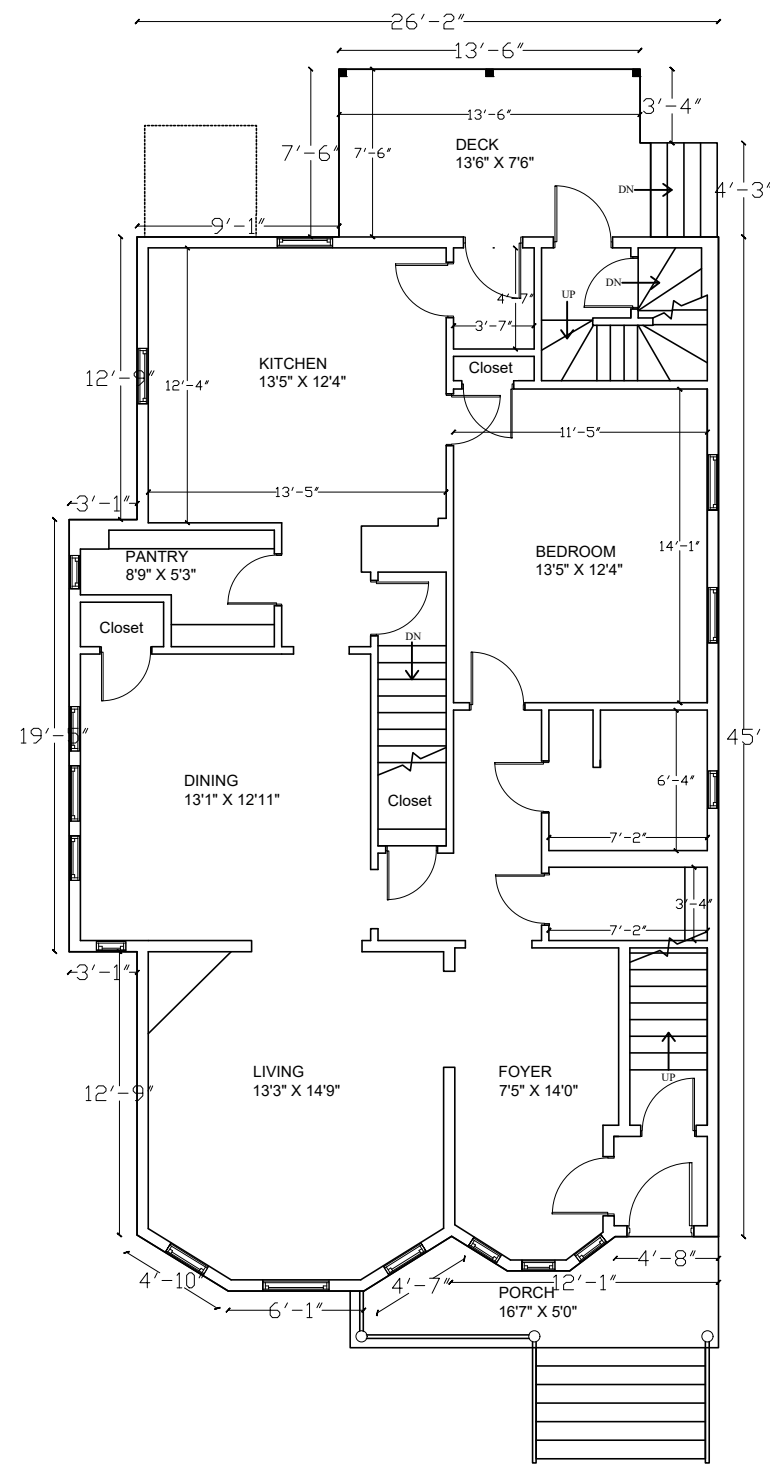 26'-2"
13'-6"
3'-4"
13'-6"
DECK
13'6" X 7'6"
7'-6"
7'-6"
DN
4'-3"
9'-1"
DN
UP
4'-7"
3'-7"
KITCHEN
13'5" X 12'4"
Closet
12'-9"
12'-4"
11'-5"
13'-5"
3'-1"
PANTRY
8'9" X 5'3"
BEDROOM
13'5" X 12'4"
14'-1"
Closet
DN
19'-5"
45'
DINING
13'1" X 12'11"
6'-4"
Closet
7'-2"
3'-4"
7'-2"
3'-1"
LIVING
13'3" X 14'9"
FOYER
7'5" X 14'0"
UP
12'-9"
4'-8"
4'-10"
4'-7"
12'-1"
PORCH
16'7" X 5'0"
6'-1"